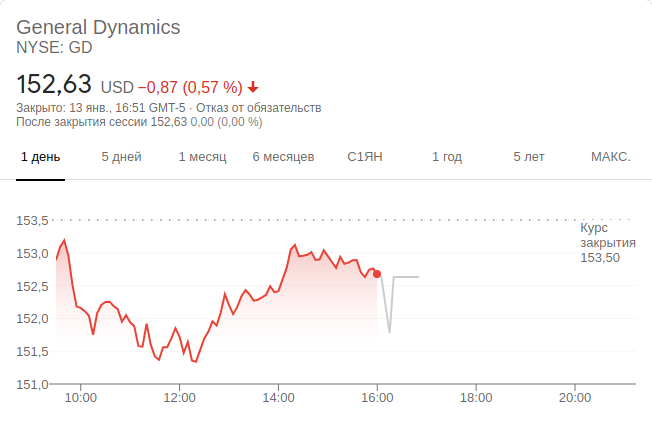 General Dynamics
NYSE: GD
152,63 USD −0,87 (0,57 %)
Закрыто: 13 янв., 16:51 GMT-5 · Отказ от обязательств
После закрытия сессии 152,63 0,00 (0,00 %)
1 день 5 дней 1 месяц 6 месяцев С1ЯН 1 год 5 лет МАКС.
153,5
Курс
закрытия
153,50
153,0
152,5
152,0
151,5
151,0
10:00 12:00 14:00 16:00 18:00 20:00